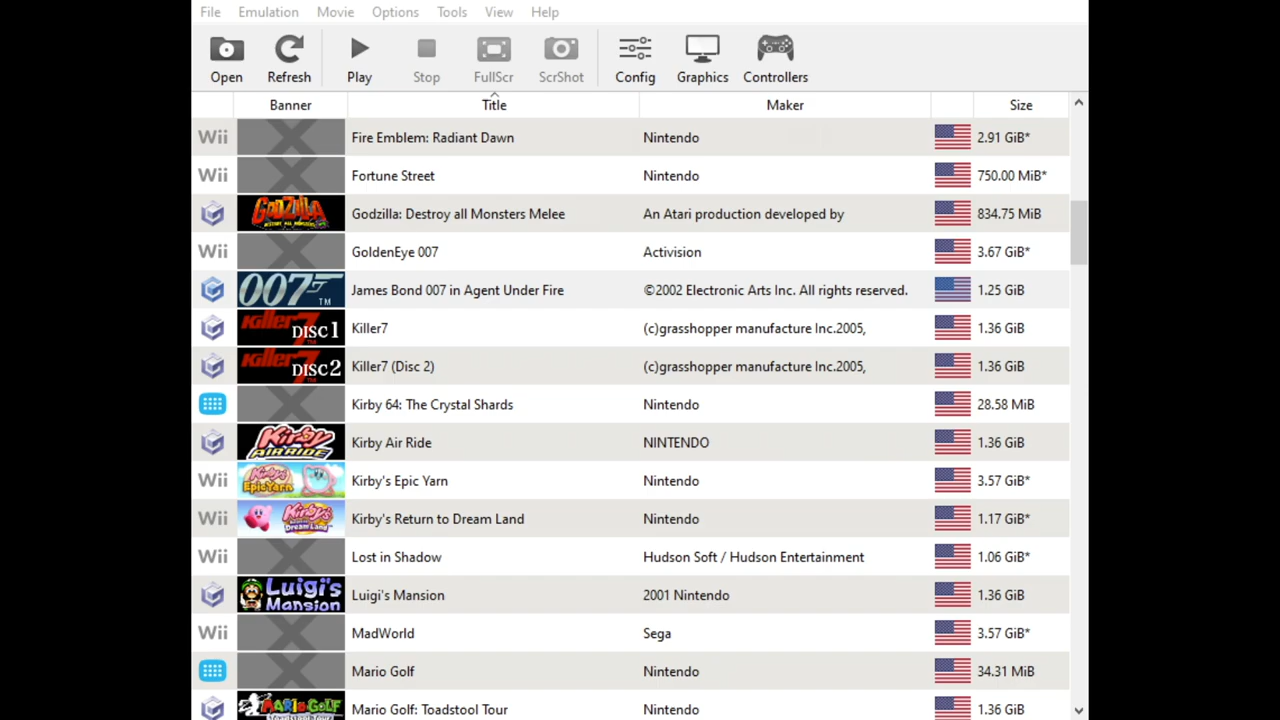 File Emulation Movie Options Tools View Help
Open Refresh Play Stop FullScr ScrShot Config Graphics Controllers
Banner Title Maker Size
Wii Fire Emblem: Radiant Dawn Nintendo 2.91 GiB*
Wii Fortune Street Nintendo 750.00 MiB*
GODZILLA DESTROY ALL MONSTERS Godzilla: Destroy all Monsters Melee An Atari production developed by 834.75 MiB
Wii GoldenEye 007 Activision 3.67 GiB*
007 TM James Bond 007 in Agent Under Fire ©2002 Electronic Arts Inc. All rights reserved. 1.25 GiB
Killer7 DISC1 Killer7 (c)grasshopper manufacture Inc.2005, 1.36 GiB
Killer7 DISC2 Killer7 (Disc 2) (c)grasshopper manufacture Inc.2005, 1.36 GiB
Kirby 64: The Crystal Shards Nintendo 28.58 MiB
Kirby AIR RIDE Kirby Air Ride NINTENDO 1.36 GiB
Wii Kirby's Epic Yarn Kirby's Epic Yarn Nintendo 3.57 GiB*
Wii Kirby's Dream Land Kirby's Return to Dream Land Nintendo 1.17 GiB*
Wii Lost in Shadow Hudson Soft / Hudson Entertainment 1.06 GiB*
Luigi's Mansion Luigi's Mansion 2001 Nintendo 1.36 GiB
Wii MadWorld Sega 3.57 GiB*
Mario Golf Nintendo 34.31 MiB
MARIO GOLF Mario Golf: Toadstool Tour Nintendo 1.36 GiB